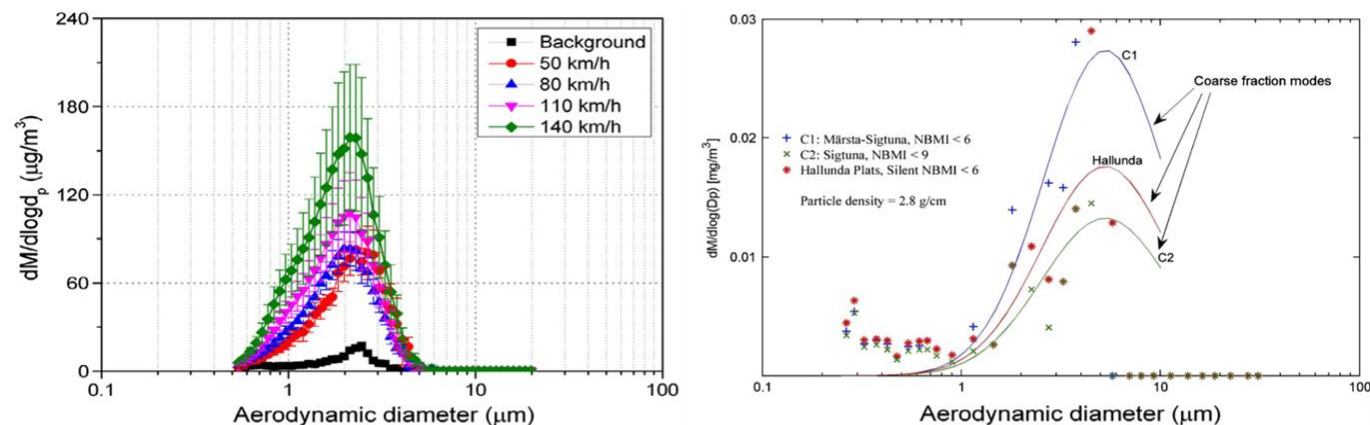 240
180
120
60
0
dM/dlogdp (μg/m³)
0.1
1
10
100
Aerodynamic diameter (μm)
Background
50 km/h
80 km/h
110 km/h
140 km/h
0.03
0.02
0.01
dM/dlog(Dp) [mg/m³]
C1
Coarse fraction modes
C1: Märsta-Sigtuna, NBMI < 6
C2: Sigtuna, NBMI < 9
Hallunda Plats, Silent NBMI < 6
Particle density = 2.8 g/cm
Hallunda
C2
0.1
1
10
100
Aerodynamic diameter (μm)